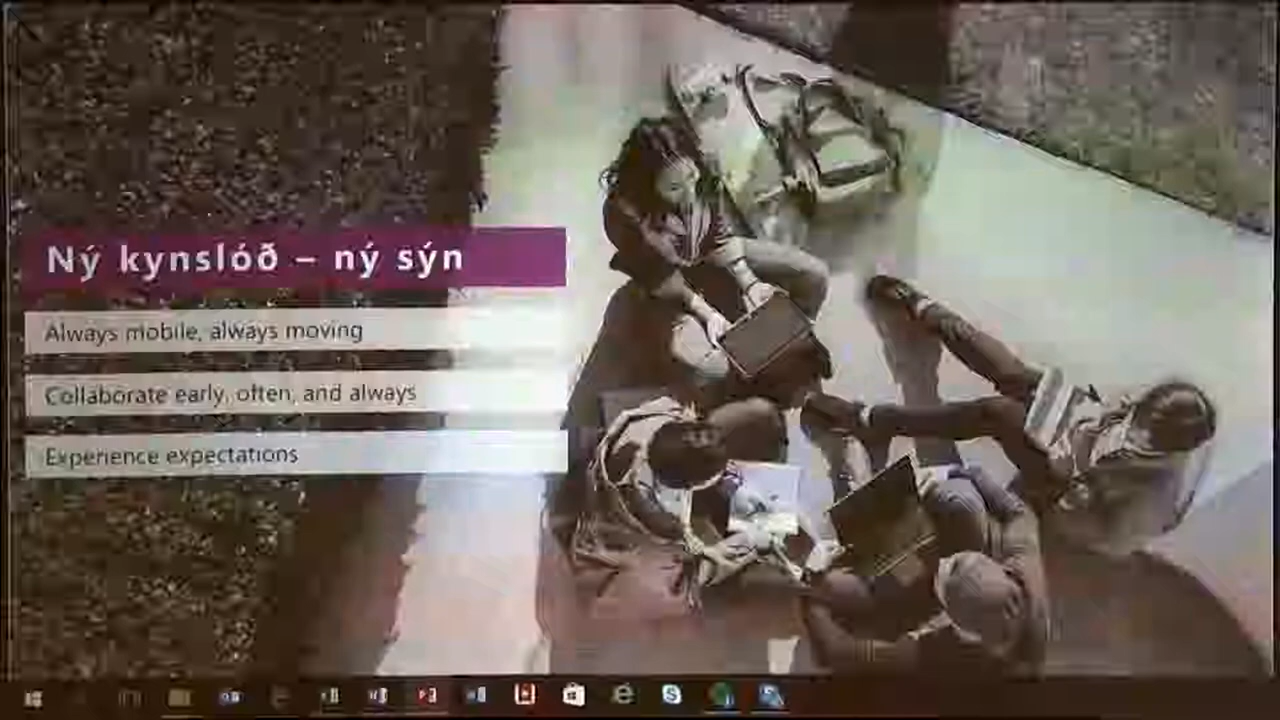 Ný kynslóð – ný sýn
Always mobile, always moving
Collaborate early, often, and always
Experience expectations